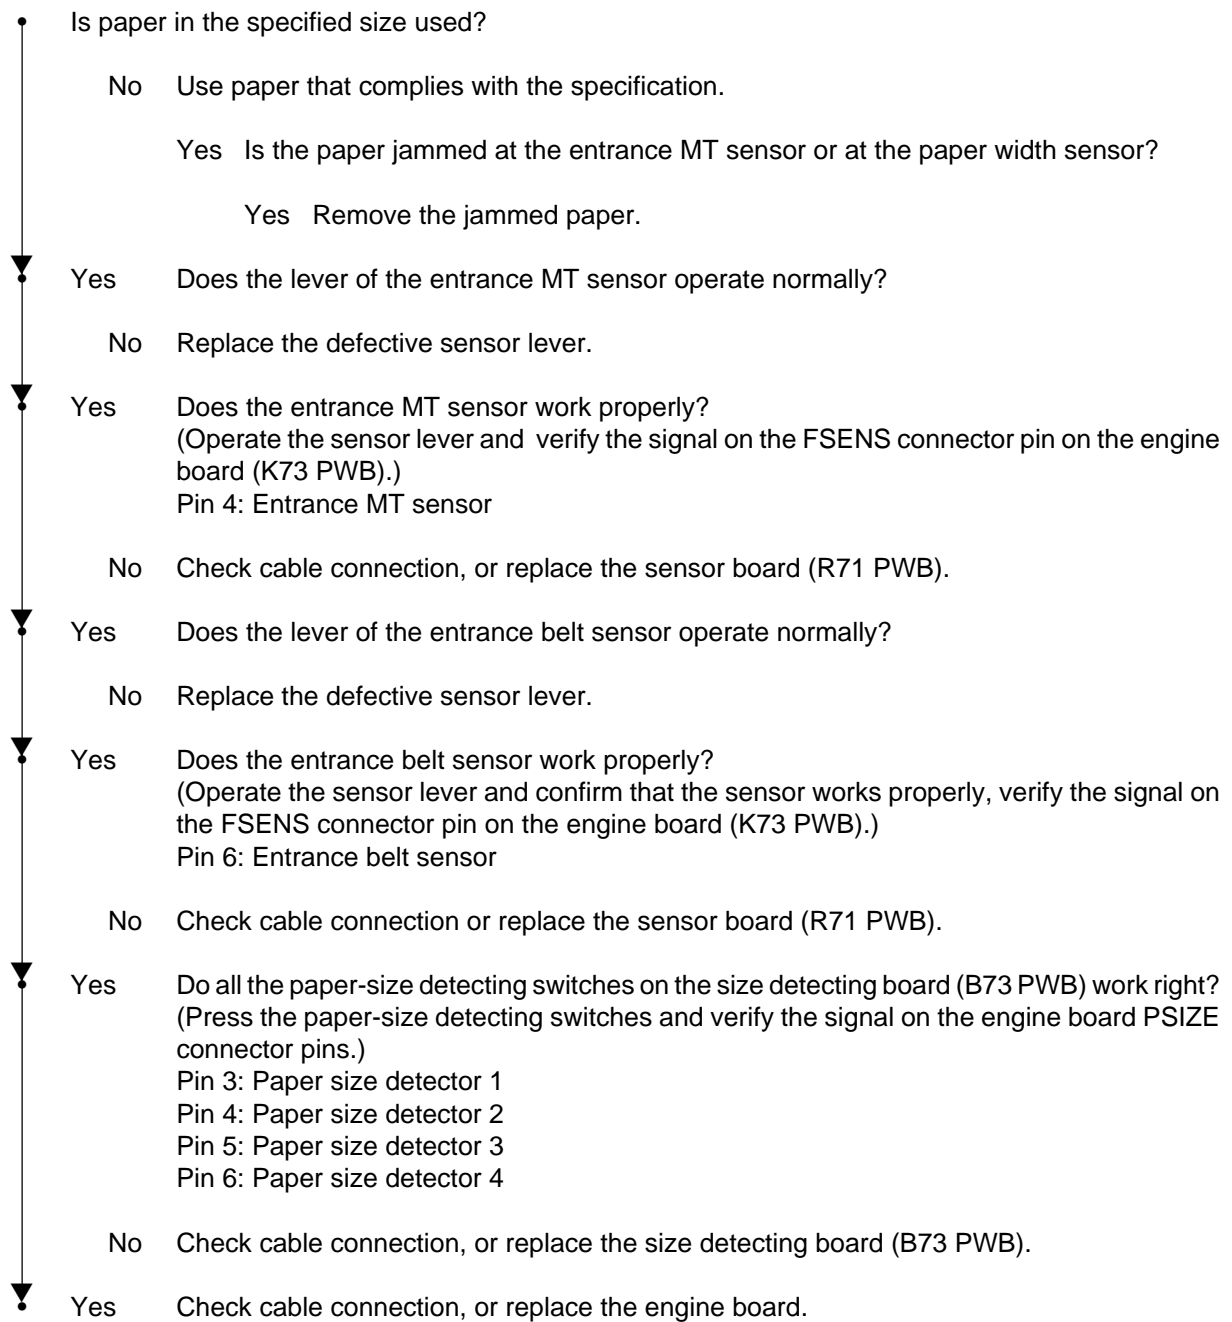 Is paper in the specified size used?
No Use paper that complies with the specification.
Yes Is the paper jammed at the entrance MT sensor or at the paper width sensor?
Yes Remove the jammed paper.
Yes Does the lever of the entrance MT sensor operate normally?
No Replace the defective sensor lever.
Yes Does the entrance MT sensor work properly?
(Operate the sensor lever and verify the signal on the FSENS connector pin on the engine
board (K73 PWB).)
Pin 4: Entrance MT sensor
No Check cable connection, or replace the sensor board (R71 PWB).
Yes Does the lever of the entrance belt sensor operate normally?
No Replace the defective sensor lever.
Yes Does the entrance belt sensor work properly?
(Operate the sensor lever and confirm that the sensor works properly, verify the signal on
the FSENS connector pin on the engine board (K73 PWB).)
Pin 6: Entrance belt sensor
No Check cable connection or replace the sensor board (R71 PWB).
Yes Do all the paper-size detecting switches on the size detecting board (B73 PWB) work right?
(Press the paper-size detecting switches and verify the signal on the engine board PSIZE
connector pins.)
Pin 3: Paper size detector 1
Pin 4: Paper size detector 2
Pin 5: Paper size detector 3
Pin 6: Paper size detector 4
No Check cable connection, or replace the size detecting board (B73 PWB).
Yes Check cable connection, or replace the engine board.